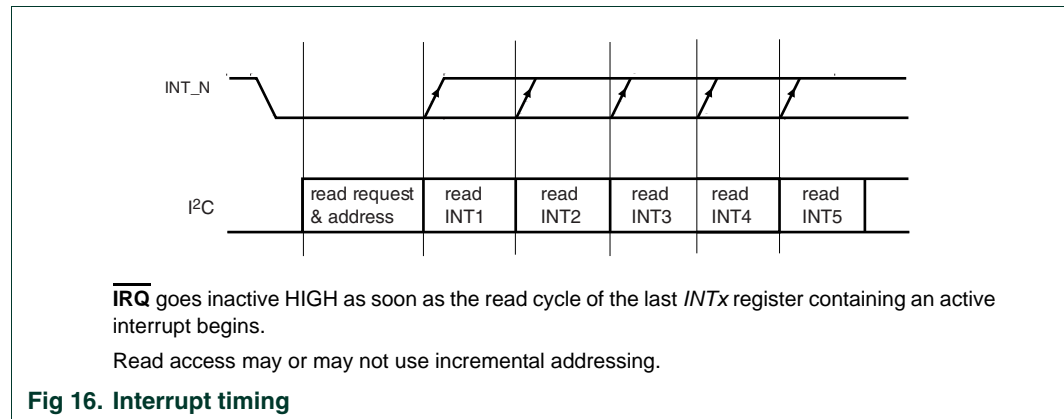 INT_N
I2C
read request
& address
read
INT1
read
INT2
read
INT3
read
INT4
read
INT5
IRQ goes inactive HIGH as soon as the read cycle of the last INTx register containing an active
interrupt begins.
Read access may or may not use incremental addressing.
Fig 16. Interrupt timing